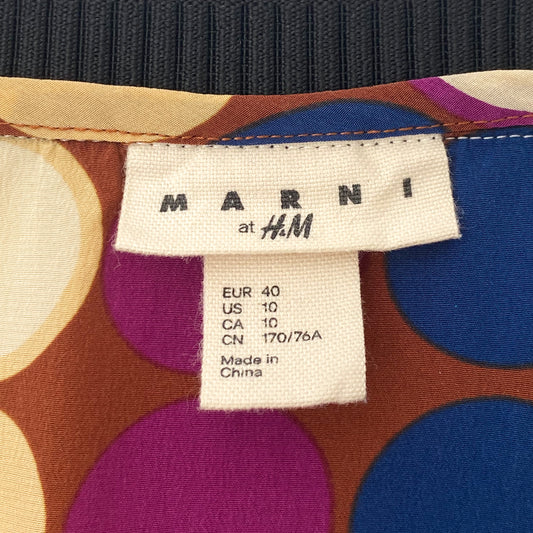 MARNI
at H&M
EUR 40
US 10
CA 10
CN 170/76A
Made in
China